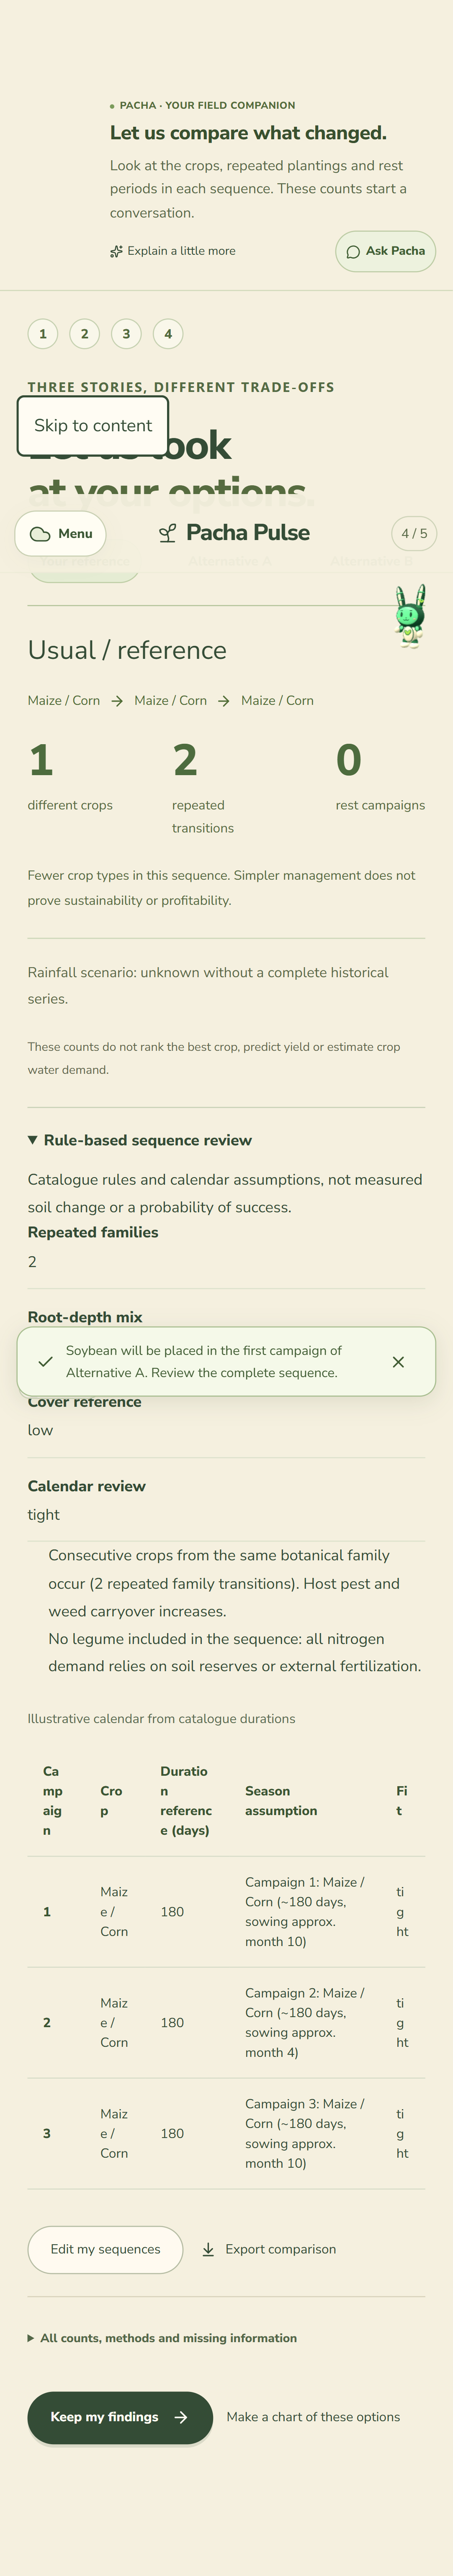 PACHA · YOUR FIELD COMPANION
Let us compare what changed.
Look at the crops, repeated plantings and rest
periods in each sequence. These counts start a
conversation.
Explain a little more
Ask Pacha
1 2 3 4
THREE STORIES, DIFFERENT TRADE-OFFS
Skip to content
Let us look
at your options.
Menu
Pacha Pulse
4 / 5
Your reference Alternative A Alternative B
Usual / reference
Maize / Corn → Maize / Corn → Maize / Corn
1 2 0
different crops repeated rest campaigns
transitions
Fewer crop types in this sequence. Simpler management does not
prove sustainability or profitability.
Rainfall scenario: unknown without a complete historical
series.
These counts do not rank the best crop, predict yield or estimate crop
water demand.
▼ Rule-based sequence review
Catalogue rules and calendar assumptions, not measured
soil change or a probability of success.
Repeated families
2
Root-depth mix
Soybean will be placed in the first campaign of
Alternative A. Review the complete sequence.
Cover reference
low
Calendar review
tight
Consecutive crops from the same botanical family
occur (2 repeated family transitions). Host pest and
weed carryover increases.
No legume included in the sequence: all nitrogen
demand relies on soil reserves or external fertilization.
Illustrative calendar from catalogue durations
Ca
mp
aig
n
Cro
p
Duratio
n
referenc
e (days)
Season
assumption
Fi
t
1
Maiz
e /
Corn
180
Campaign 1: Maize /
Corn (~180 days,
sowing approx.
month 10)
ti
g
ht
2
Maiz
e /
Corn
180
Campaign 2: Maize /
Corn (~180 days,
sowing approx.
month 4)
ti
g
ht
3
Maiz
e /
Corn
180
Campaign 3: Maize /
Corn (~180 days,
sowing approx.
month 10)
ti
g
ht
Edit my sequences
Export comparison
▶ All counts, methods and missing information
Keep my findings →
Make a chart of these options